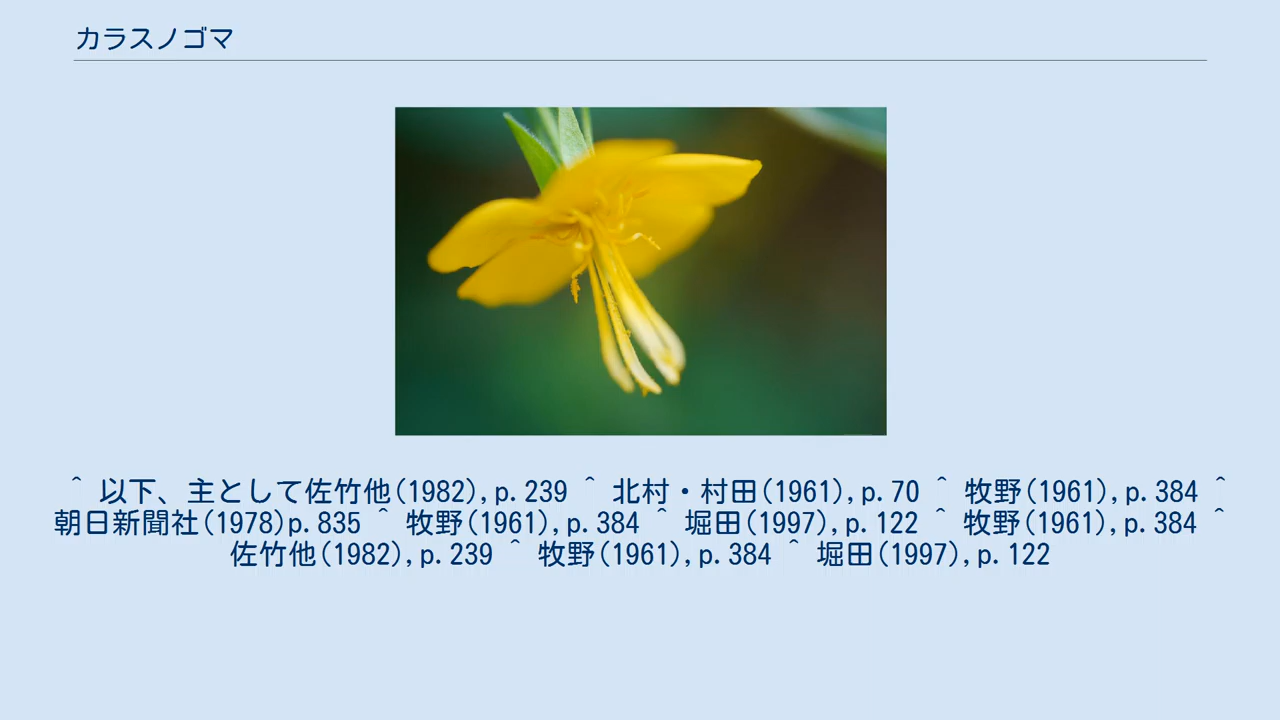 カラスノゴマ
^ 以下、主として佐竹他(1982),p.239 ^ 北村・村田(1961),p.70 ^ 牧野(1961),p.384 ^
朝日新聞社(1978)p.835 ^ 牧野(1961),p.384 ^ 堀田(1997),p.122 ^ 牧野(1961),p.384 ^
佐竹他(1982),p.239 ^ 牧野(1961),p.384 ^ 堀田(1997),p.122